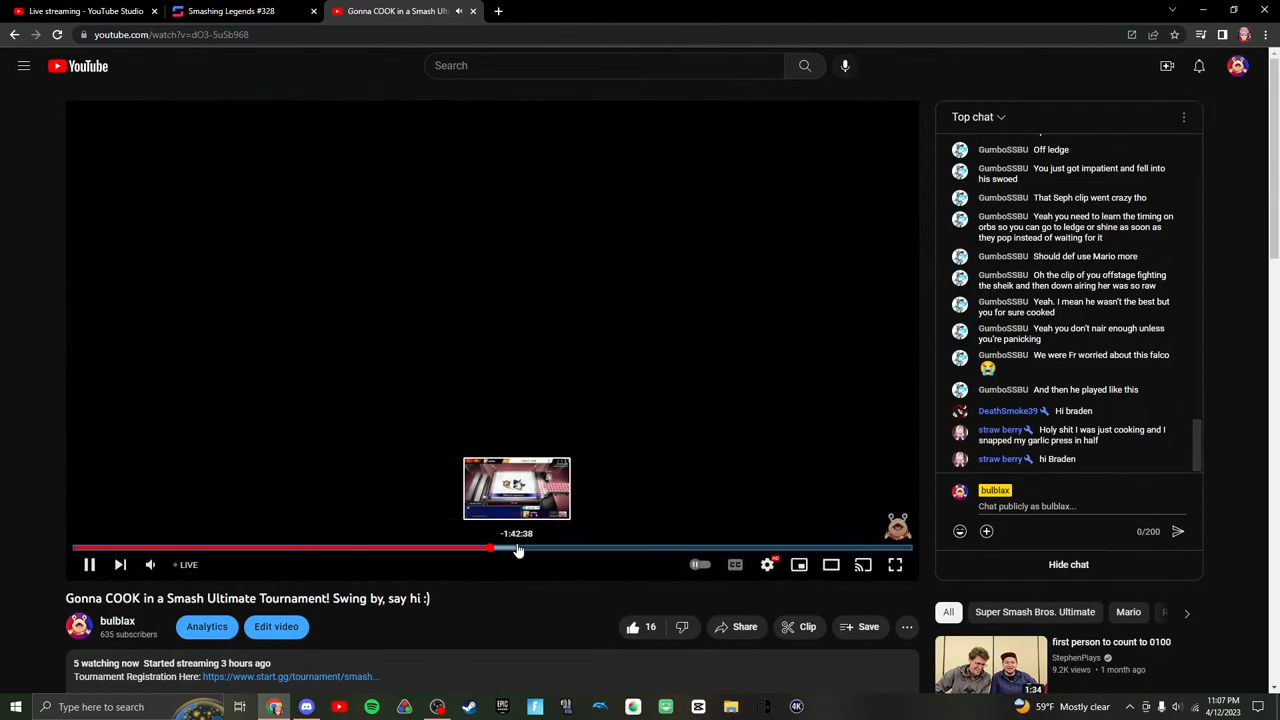 Live streaming - YouTube Studio
Smashing Legends #328
Gonna COOK in a Smash Ult
youtube.com/watch?v=dO3-5uSb968
YouTube
Search
Top chat
GumboSSBU Off ledge
GumboSSBU You just got impatient and fell into
his swoed
GumboSSBU That Seph clip went crazy tho
GumboSSBU Yeah you need to learn the timing on
orbs so you can go to ledge or shine as soon as
they pop instead of waiting for it
GumboSSBU Should def use Mario more
GumboSSBU Oh the clip of you offstage fighting
the sheik and then down airing her was so raw
GumboSSBU Yeah. I mean he wasn't the best but
you for sure cooked
GumboSSBU Yeah you don't nair enough unless
you're panicking
GumboSSBU We were Fr worried about this falco
😭
GumboSSBU And then he played like this
DeathSmoke39 Hi braden
straw berry Holy shit I was just cooking and I
snapped my garlic press in half
straw berry hi Braden
bulblax
Chat publicly as bulblax...
0/200
Hide chat
-1:42:38
LIVE
CC
HD
Gonna COOK in a Smash Ultimate Tournament! Swing by, say hi :)
bulblax
635 subscribers
Analytics
Edit video
16
Share
Clip
Save
5 watching now Started streaming 3 hours ago
Tournament Registration Here: https://www.start.gg/tournament/smash...
All
Super Smash Bros. Ultimate
Mario
first person to count to 0100
StephenPlays
9.2K views • 1 month ago
1:34
Type here to search
59°F Mostly clear
11:07 PM
4/12/2023